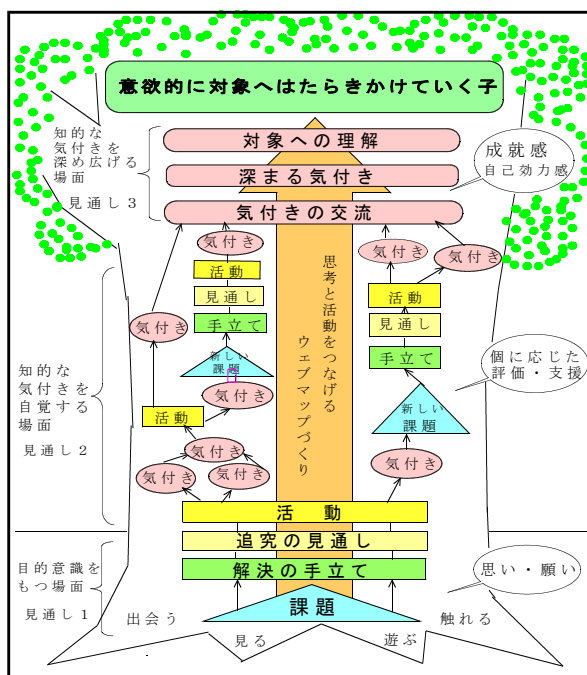 意欲的に対象へはたらきかけていく子
知的な
気付きを
深め広げる
場面
見通し3
対象への理解
深まる気付き
気付きの交流
成就感
自己効力感
気付き
活動
見通し
手立て
新しい
課題
気付き
気付き
活動
気付き
気付き
気付き
思考と活動をつなげる
ウェブマップづくり
気付き
気付き
活動
見通し
手立て
新しい
課題
気付き
個に応じた
評価・支援
知的な
気付きを
自覚する
場面
見通し2
活　動
追究の見通し
解決の手立て
課題
目的意識を
もつ場面
見通し1
思い・願い
出会う
見る
遊ぶ
触れる